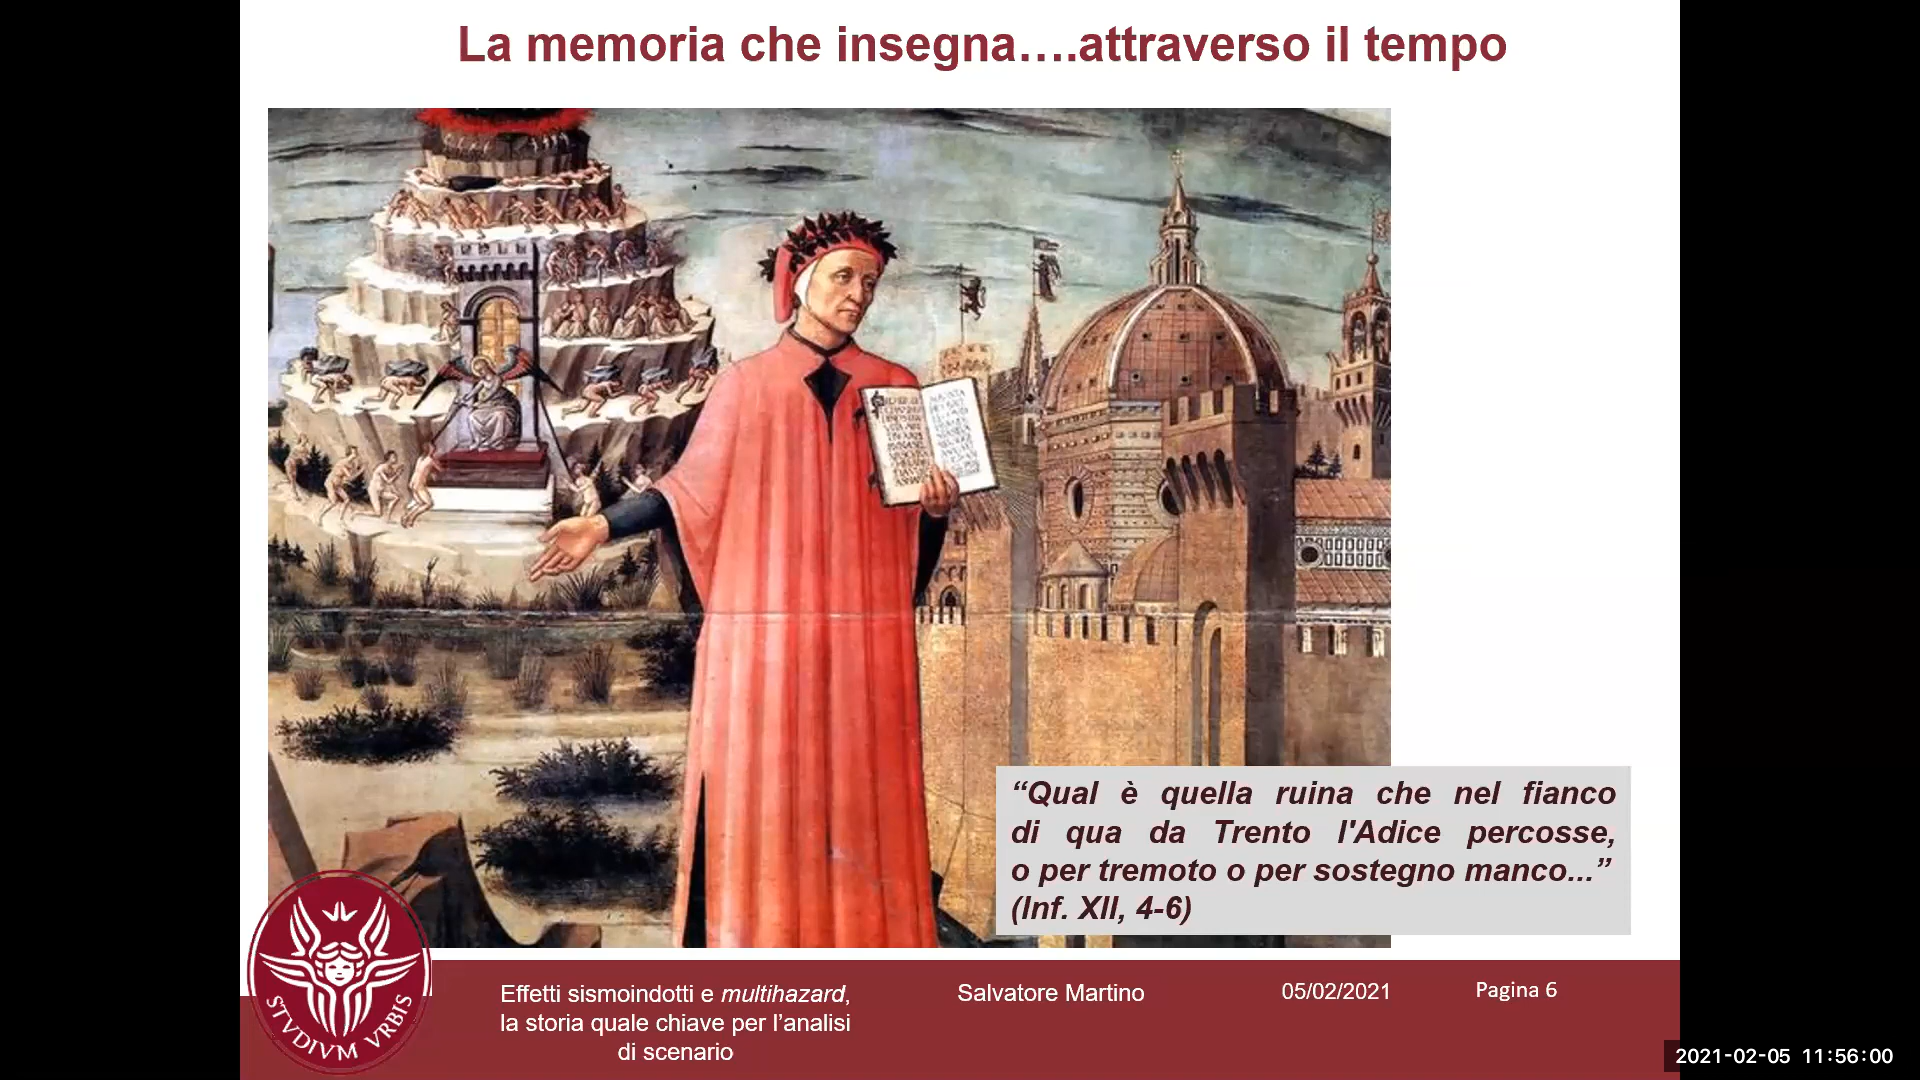 La memoria che insegna….attraverso il tempo
“Qual è quella ruina che nel fianco
di qua da Trento l'Adice percosse,
o per tremoto o per sostegno manco...”
(Inf. XII, 4-6)
STVDIVM VRBIS
Effetti sismoindotti e multihazard,
la storia quale chiave per l’analisi
di scenario
Salvatore Martino
05/02/2021
Pagina 6
2021-02-05 11:56:00